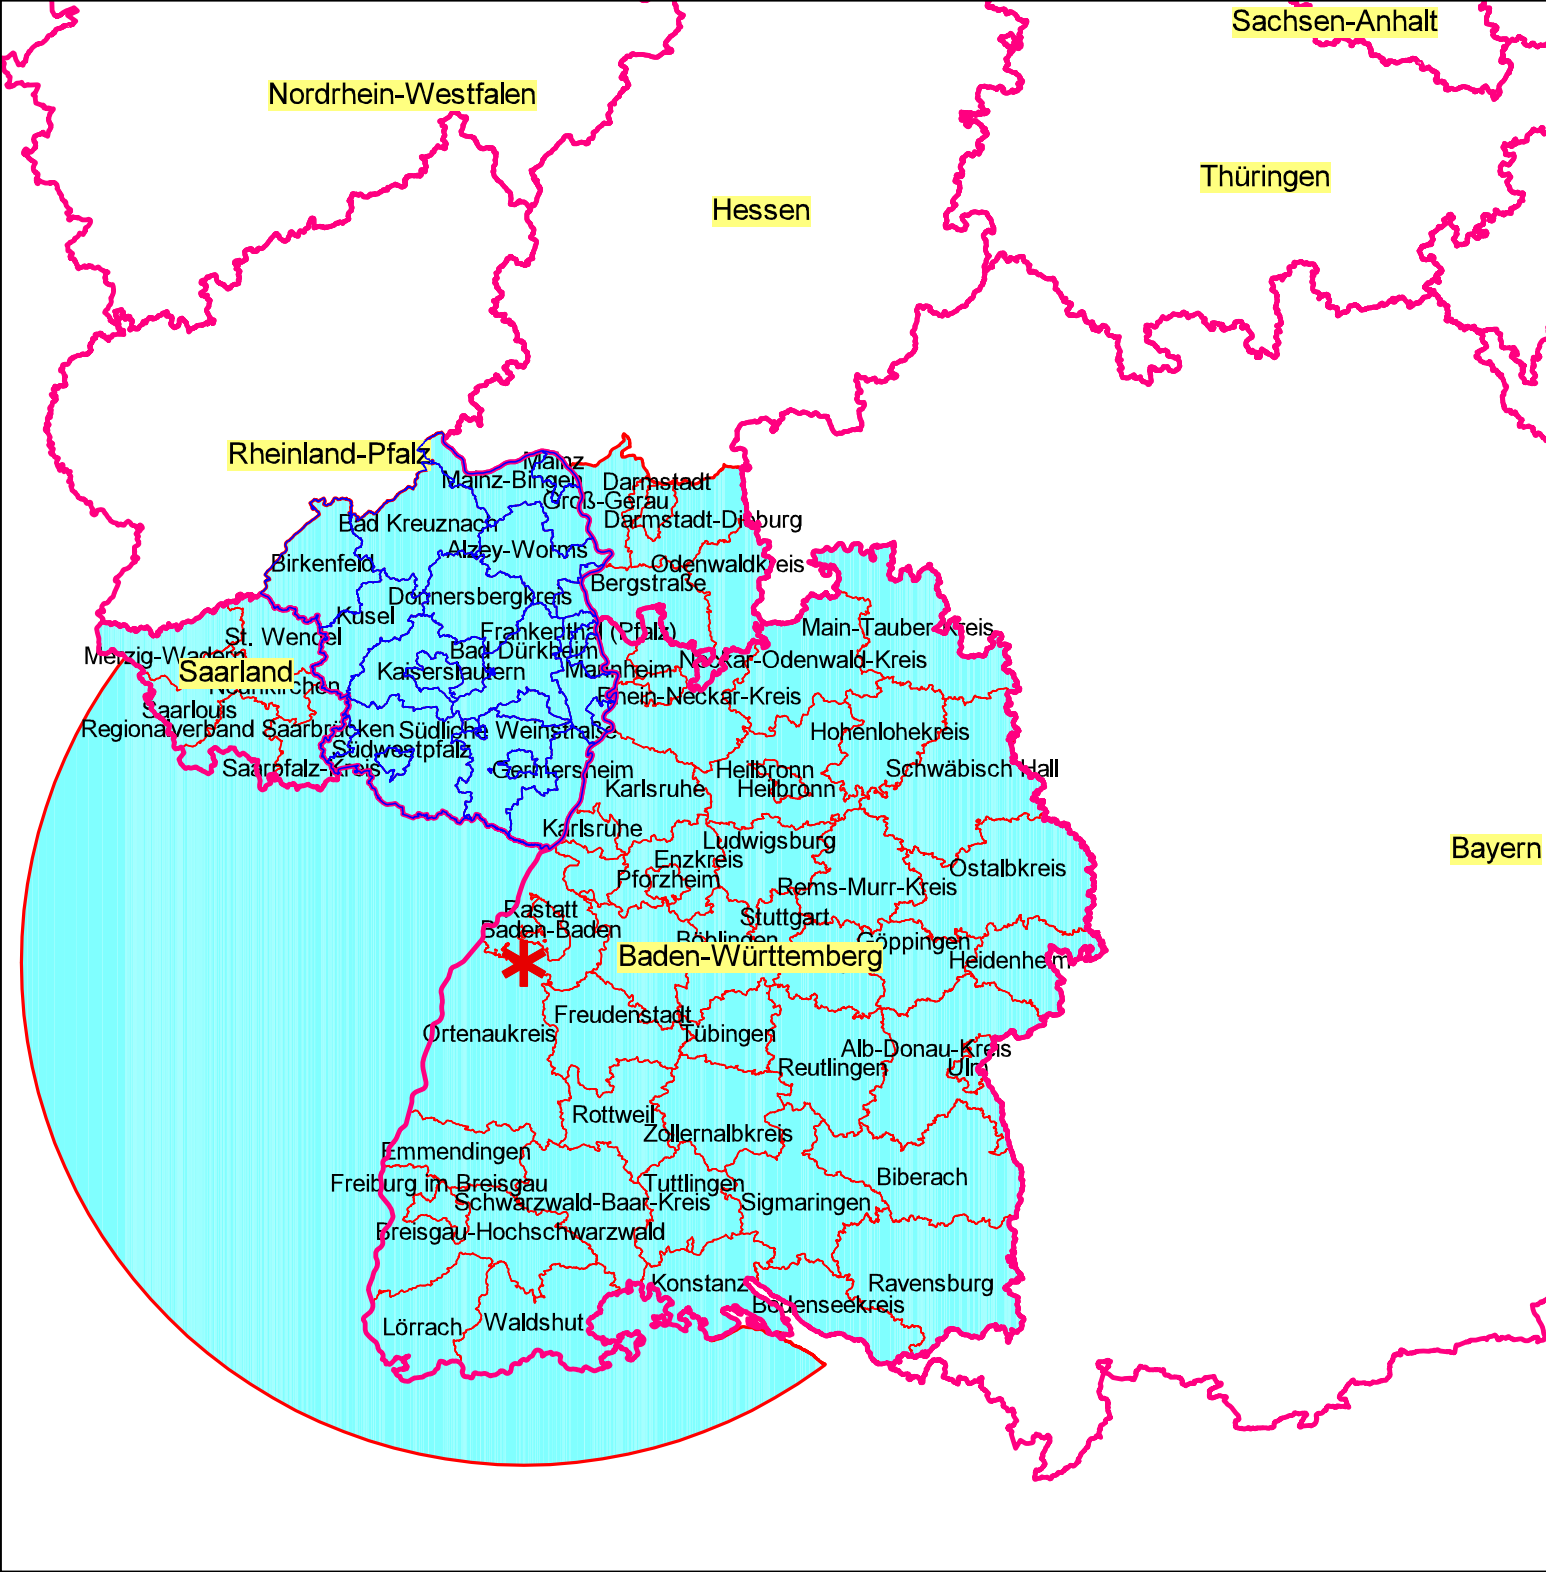 Sachsen-Anhalt
Nordrhein-Westfalen
Thüringen
Hessen
Rheinland-Pfalz
Mainz
Mainz-Bingen
Darmstadt
Groß-Gerau
Bad Kreuznach
Darmstadt-Dieburg
Alzey-Worms
Birkenfeld
Odenwaldkreis
Bergstraße
Donnersbergkreis
Kusel
Main-Tauber-Kreis
St. Wendel
Frankenthal (Pfalz)
Bad Dürkheim
Merzig-Wadern
Saarland
Kaiserslautern
Mannheim
Neckar-Odenwald-Kreis
Neunkirchen
Rhein-Neckar-Kreis
Saarlouis
Regionalverband Saarbrücken
Südliche Weinstraße
Hohenlohekreis
Südwestpfalz
Saarpfalz-Kreis
Germersheim
Heilbronn
Schwäbisch Hall
Karlsruhe
Heilbronn
Karlsruhe
Ludwigsburg
Bayern
Enzkreis
Ostalbkreis
Pforzheim
Rems-Murr-Kreis
Rastatt
Stuttgart
Baden-Baden
Böblingen
Göppingen
Baden-Württemberg
Heidenheim
Freudenstadt
Ortenaukreis
Tübingen
Alb-Donau-Kreis
Reutlingen
Ulm
Rottweil
Zollernalbkreis
Emmendingen
Biberach
Freiburg im Breisgau
Tuttlingen
Schwarzwald-Baar-Kreis
Sigmaringen
Breisgau-Hochschwarzwald
Konstanz
Ravensburg
Bodenseekreis
Lörrach
Waldshut